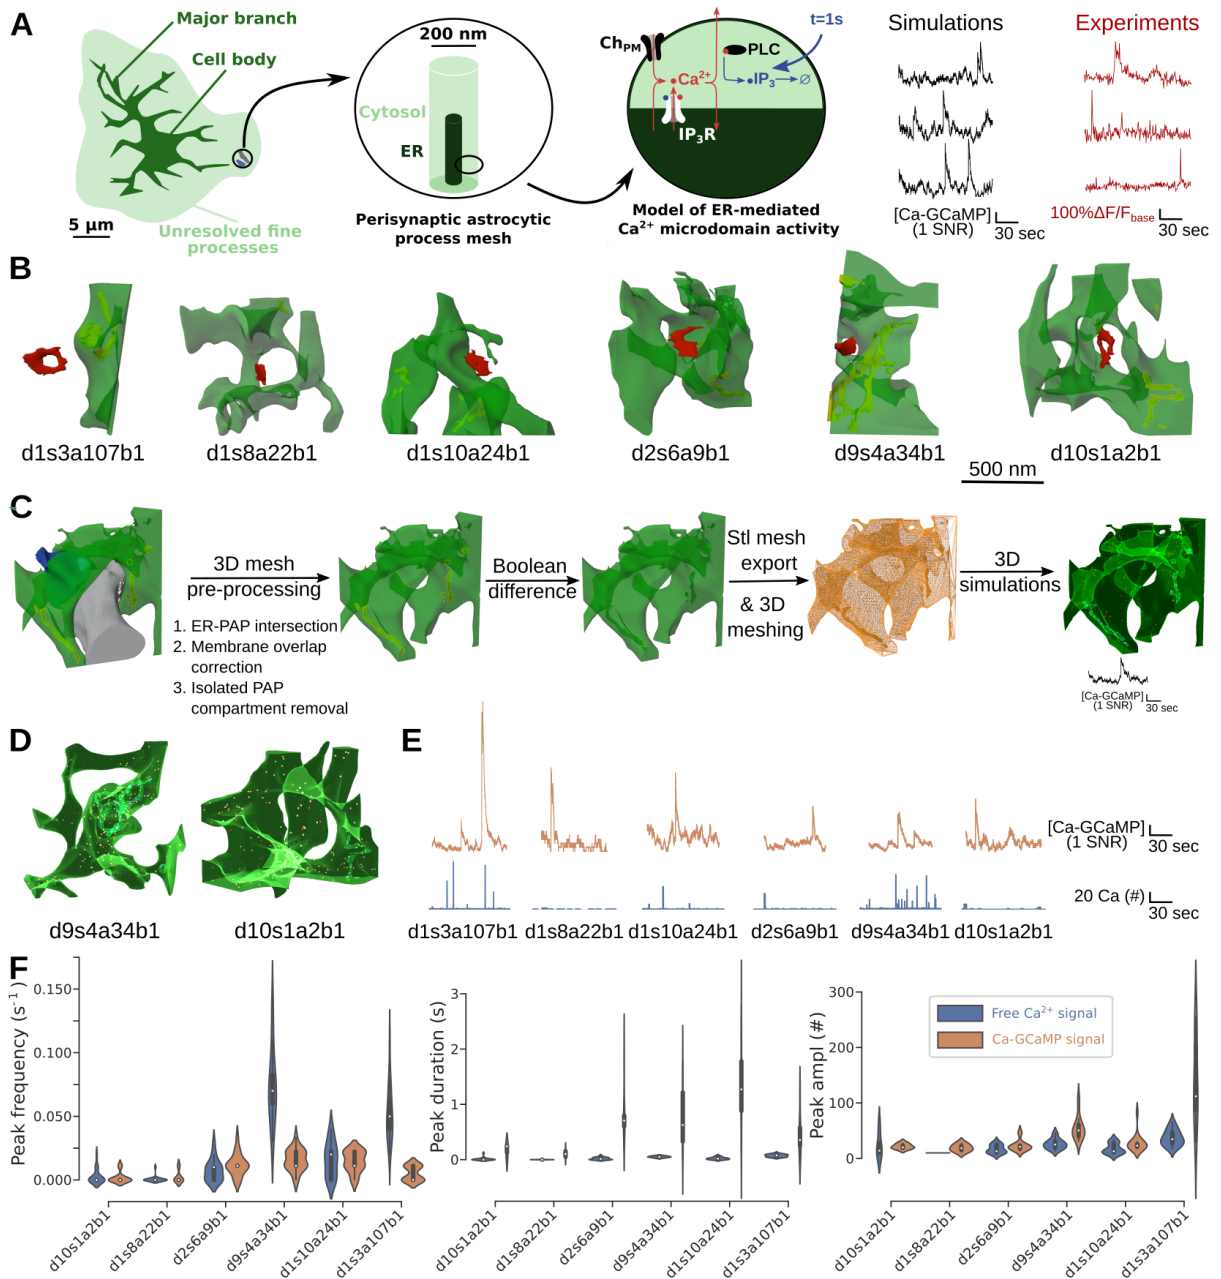 A
Major branch
Cell body
5 µm
Unresolved fine
processes
200 nm
Cytosol
ER
Perisynaptic astrocytic
process mesh
t=1s
ChPM
PLC
Ca2+
IP3
∅
IP3R
Model of ER-mediated
Ca2+ microdomain activity
Simulations
Experiments
[Ca-GCaMP]
(1 SNR)
30 sec
100%ΔF/Fbase
30 sec
B
d1s3a107b1
d1s8a22b1
d1s10a24b1
d2s6a9b1
d9s4a34b1
d10s1a2b1
500 nm
C
3D mesh
pre-processing
1. ER-PAP intersection
2. Membrane overlap
correction
3. Isolated PAP
compartment removal
Boolean
difference
Stl mesh
export
& 3D
meshing
3D
simulations
[Ca-GCaMP]
(1 SNR)
30 sec
D
d9s4a34b1
d10s1a2b1
E
[Ca-GCaMP]
(1 SNR)
30 sec
20 Ca (#)
30 sec
d1s3a107b1
d1s8a22b1
d1s10a24b1
d2s6a9b1
d9s4a34b1
d10s1a2b1
F
Peak frequency (s-1)
0.150
0.100
0.050
0.000
d10s1a2b1
d1s8a22b1
d2s6a9b1
d9s4a34b1
d1s10a24b1
d1s3a107b1
Peak duration (s)
3
2
1
0
d10s1a2b1
d1s8a22b1
d2s6a9b1
d9s4a34b1
d1s10a24b1
d1s3a107b1
Peak ampl (#)
300
200
100
0
Free Ca2+ signal
Ca-GCaMP signal
d10s1a2b1
d1s8a22b1
d2s6a9b1
d9s4a34b1
d1s10a24b1
d1s3a107b1